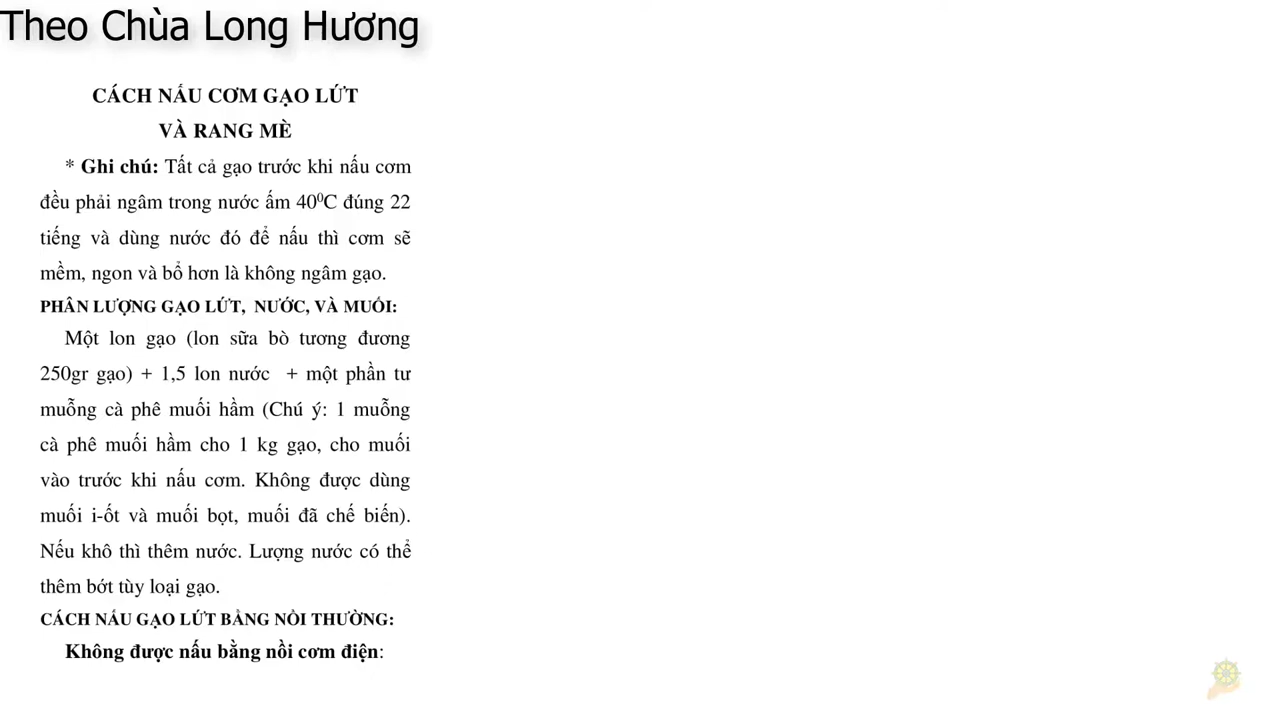 Theo Chùa Long Hương
CÁCH NẤU CƠM GẠO LỨT
VÀ RANG MÈ
* Ghi chú: Tất cả gạo trước khi nấu cơm
đều phải ngâm trong nước ấm 40⁰C đúng 22
tiếng và dùng nước đó để nấu thì cơm sẽ
mềm, ngon và bổ hơn là không ngâm gạo.
PHÂN LƯỢNG GẠO LỨT, NƯỚC, VÀ MUỐI:
Một lon gạo (lon sữa bò tương đương
250gr gạo) + 1,5 lon nước + một phần tư
muỗng cà phê muối hầm (Chú ý: 1 muỗng
cà phê muối hầm cho 1 kg gạo, cho muối
vào trước khi nấu cơm. Không được dùng
muối i-ốt và muối bọt, muối đã chế biến).
Nếu khô thì thêm nước. Lượng nước có thể
thêm bớt tùy loại gạo.
CÁCH NẤU GẠO LỨT BẰNG NỒI THƯỜNG:
Không được nấu bằng nồi cơm điện: